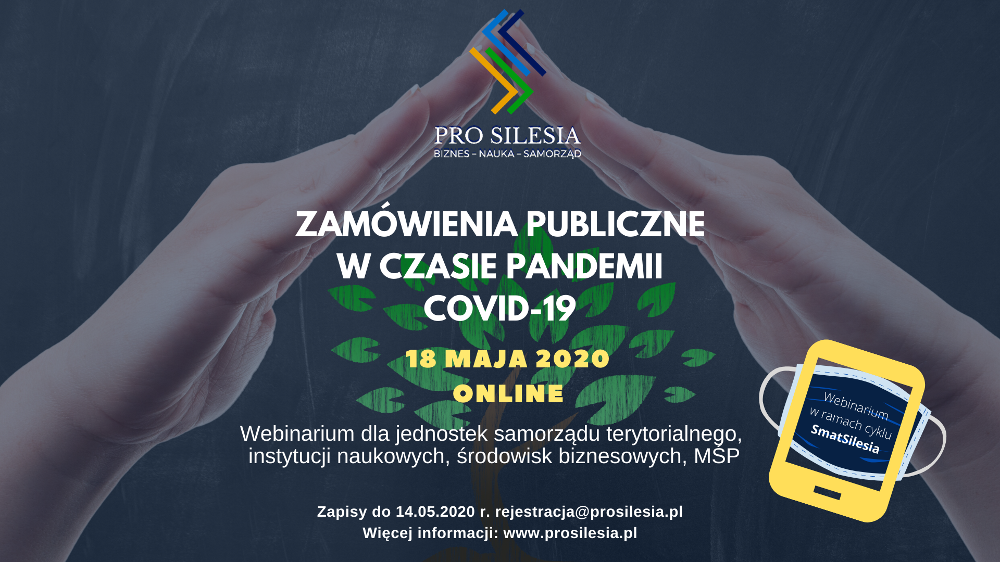 PRO SILESIA
BIZNES – NAUKA – SAMORZĄD
ZAMÓWIENIA PUBLICZNE
W CZASIE PANDEMII
COVID-19
18 MAJA 2020
ONLINE
Webinarium dla jednostek samorządu terytorialnego,
instytucji naukowych, środowisk biznesowych, MŚP
Webinarium
w ramach cyklu
SmatSilesia
Zapisy do 14.05.2020 r. rejestracja@prosilesia.pl
Więcej informacji: www.prosilesia.pl